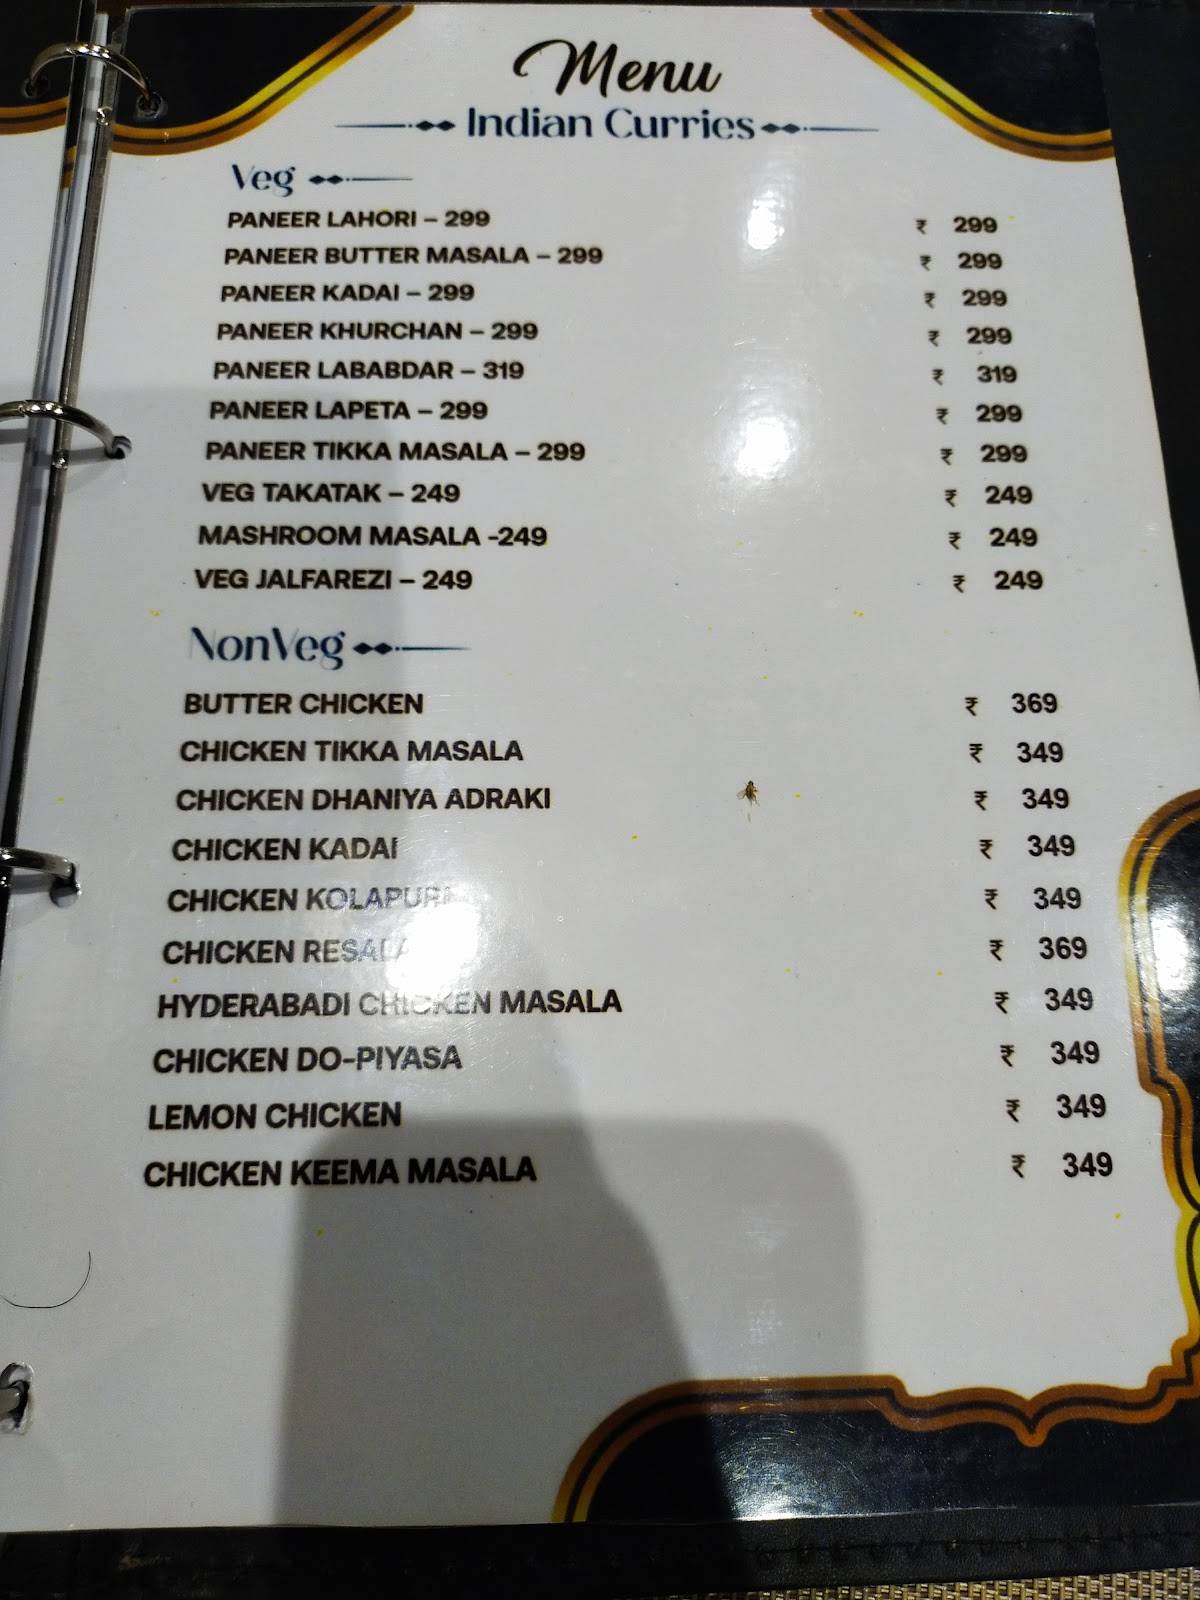 Menu
Indian Curries
Veg
PANEER LAHORI – 299 ₹ 299
PANEER BUTTER MASALA – 299 ₹ 299
PANEER KADAI – 299 ₹ 299
PANEER KHURCHAN – 299 ₹ 299
PANEER LABABDAR – 319 ₹ 319
PANEER LAPETA – 299 ₹ 299
PANEER TIKKA MASALA – 299 ₹ 299
VEG TAKATAK – 249 ₹ 249
MASHROOM MASALA -249 ₹ 249
VEG JALFAREZI – 249 ₹ 249
NonVeg
BUTTER CHICKEN ₹ 369
CHICKEN TIKKA MASALA ₹ 349
CHICKEN DHANIYA ADRAKI ₹ 349
CHICKEN KADAI ₹ 349
CHICKEN KOLAPURI ₹ 349
CHICKEN RESALA ₹ 369
HYDERABADI CHICKEN MASALA ₹ 349
CHICKEN DO-PIYASA ₹ 349
LEMON CHICKEN ₹ 349
CHICKEN KEEMA MASALA ₹ 349